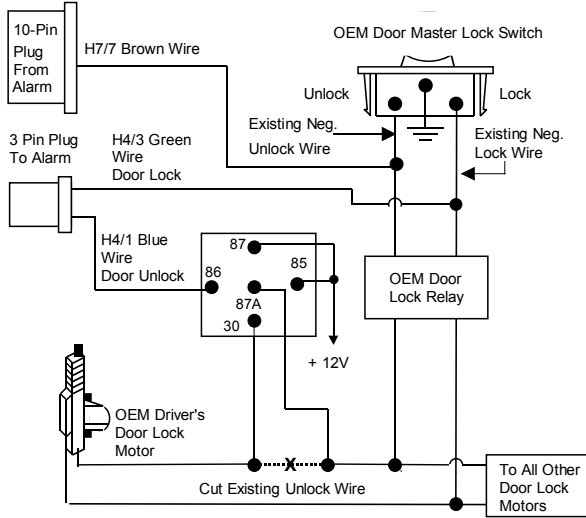 10-Pin
Plug
From
Alarm
H7/7 Brown Wire
OEM Door Master Lock Switch
Unlock
Lock
Existing Neg.
Unlock Wire
Existing Neg.
Lock Wire
3 Pin Plug
To Alarm
H4/3 Green
Wire
Door Lock
H4/1 Blue
Wire
Door Unlock
87
86
85
87A
30
+ 12V
OEM Door
Lock Relay
OEM Driver's
Door Lock
Motor
X
Cut Existing Unlock Wire
To All Other
Door Lock
Motors